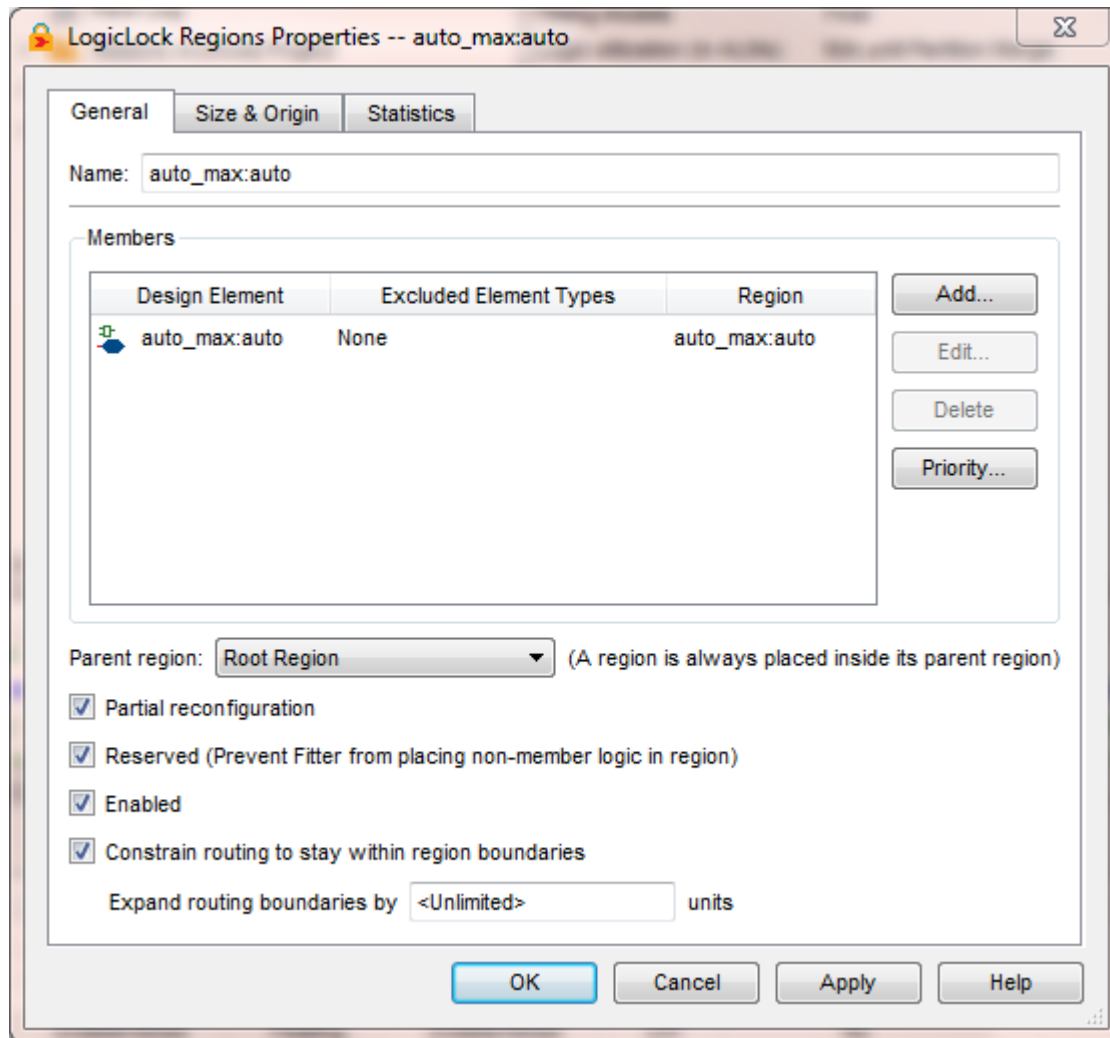 LogicLock Regions Properties -- auto_max:auto
General Size & Origin Statistics
Name: auto_max:auto
Members
Design Element Excluded Element Types Region
auto_max:auto None auto_max:auto
Add...
Edit...
Delete
Priority...
Parent region: Root Region (A region is always placed inside its parent region)
Partial reconfiguration
Reserved (Prevent Fitter from placing non-member logic in region)
Enabled
Constrain routing to stay within region boundaries
Expand routing boundaries by <Unlimited> units
OK Cancel Apply Help